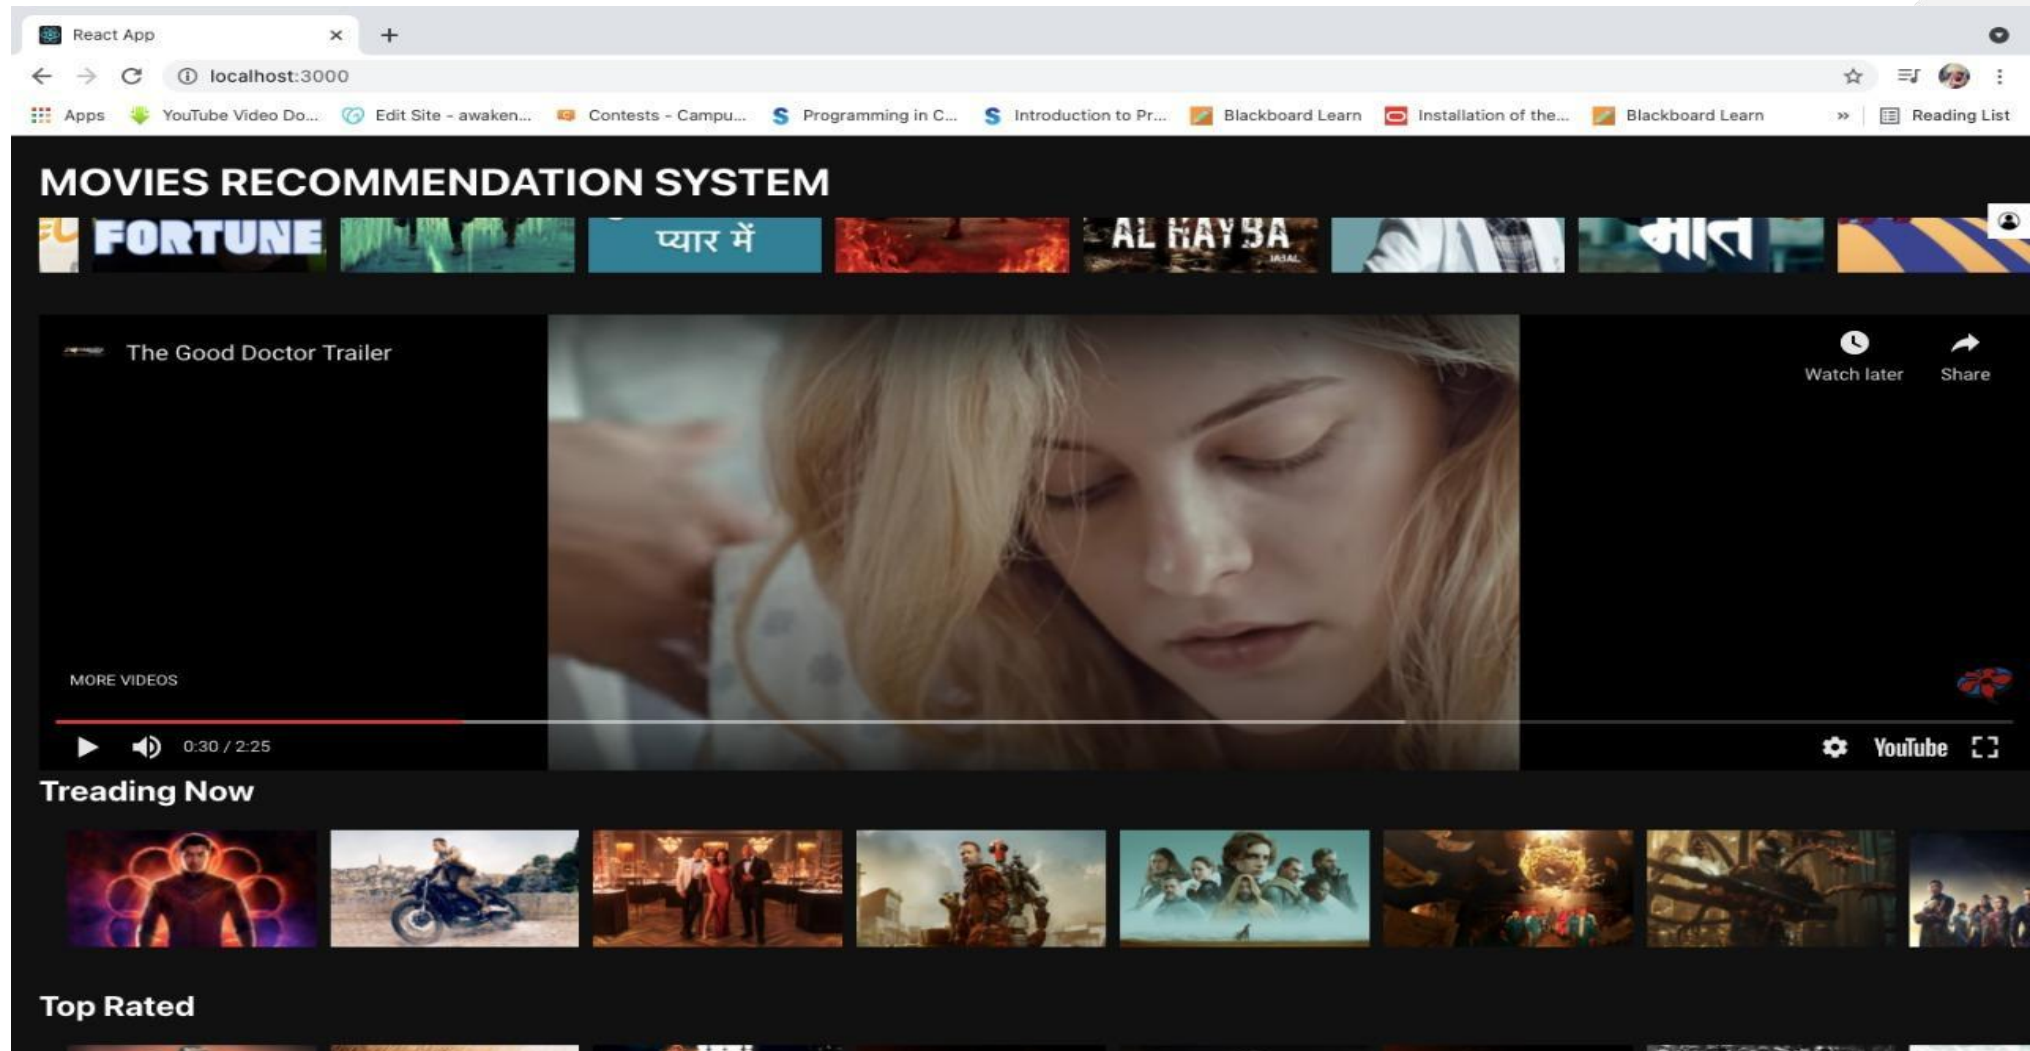 React App
localhost:3000
Apps YouTube Video Do... Edit Site - awaken... Contests - Campu... Programming in C... Introduction to Pr... Blackboard Learn Installation of the... Blackboard Learn » Reading List
MOVIES RECOMMENDATION SYSTEM
FORTUNE प्यार में AL HAYBA मौत
JABAL
The Good Doctor Trailer
Watch later Share
MORE VIDEOS
0:30 / 2:25 YouTube
Treading Now
Top Rated